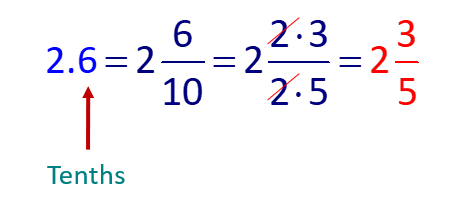 2.6 = 2 6/10 = 2 2·3/2·5 = 2 3/5
Tenths